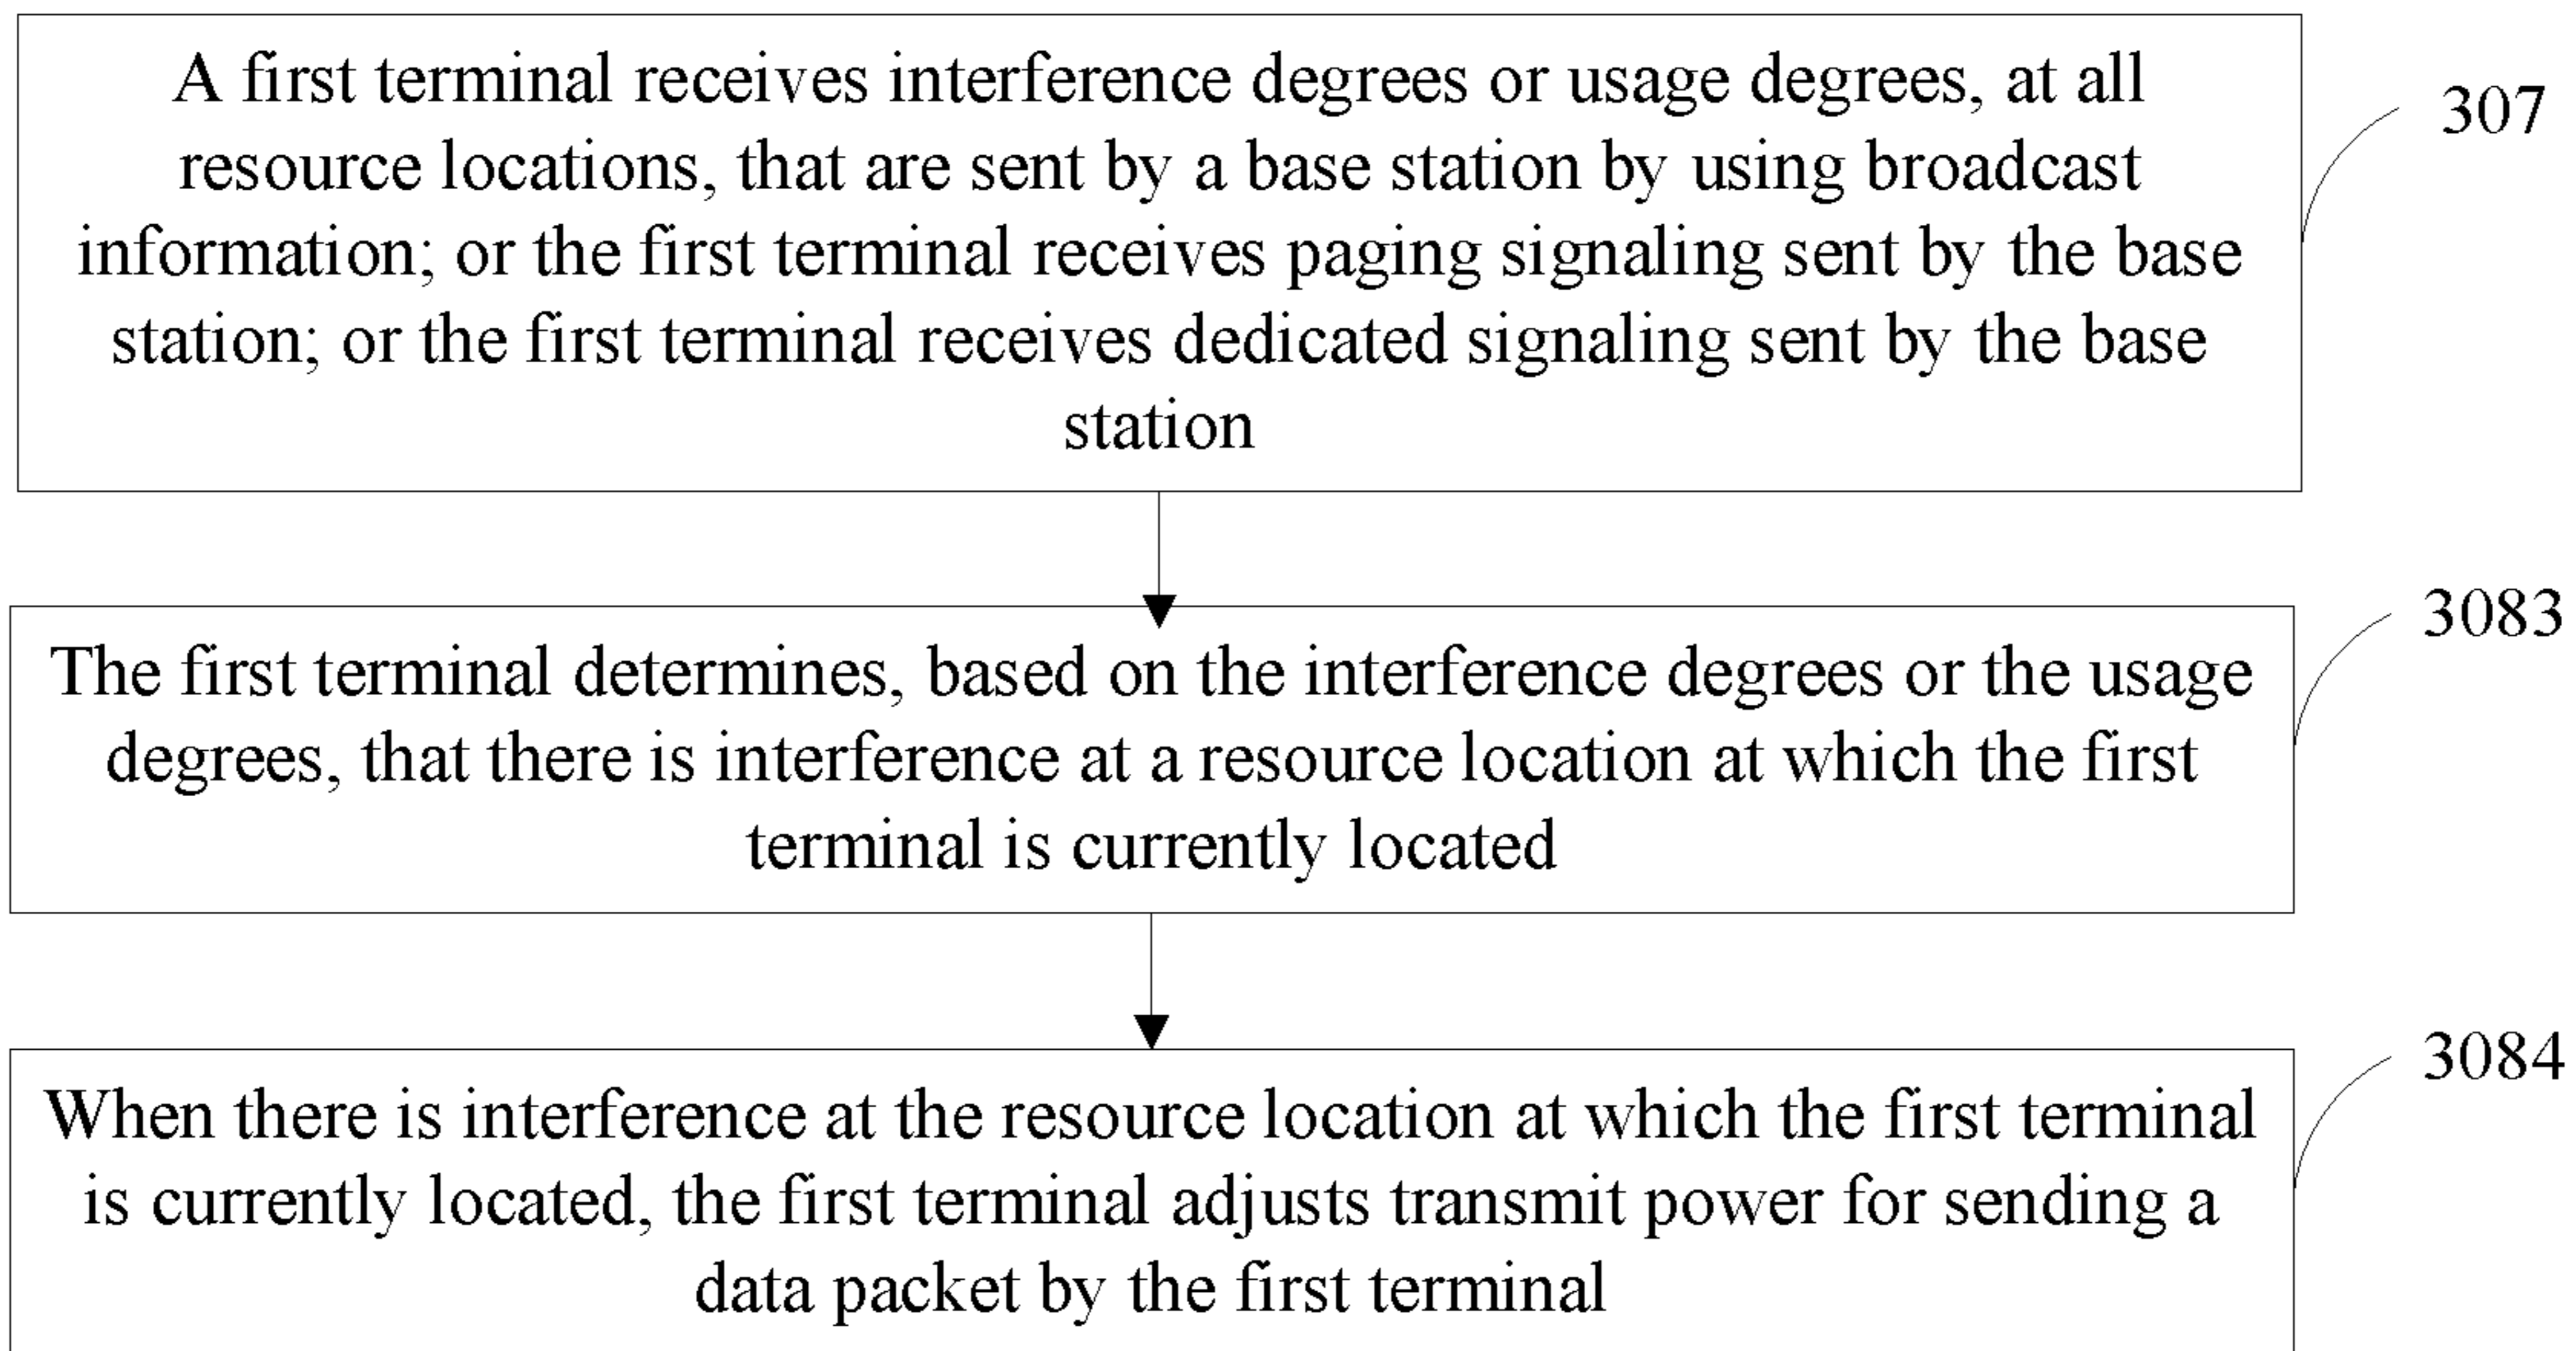 A first terminal receives interference degrees or usage degrees, at all
resource locations, that are sent by a base station by using broadcast
information; or the first terminal receives paging signaling sent by the base
station; or the first terminal receives dedicated signaling sent by the base
station
307
The first terminal determines, based on the interference degrees or the usage
degrees, that there is interference at a resource location at which the first
terminal is currently located
3083
When there is interference at the resource location at which the first terminal
is currently located, the first terminal adjusts transmit power for sending a
data packet by the first terminal
3084